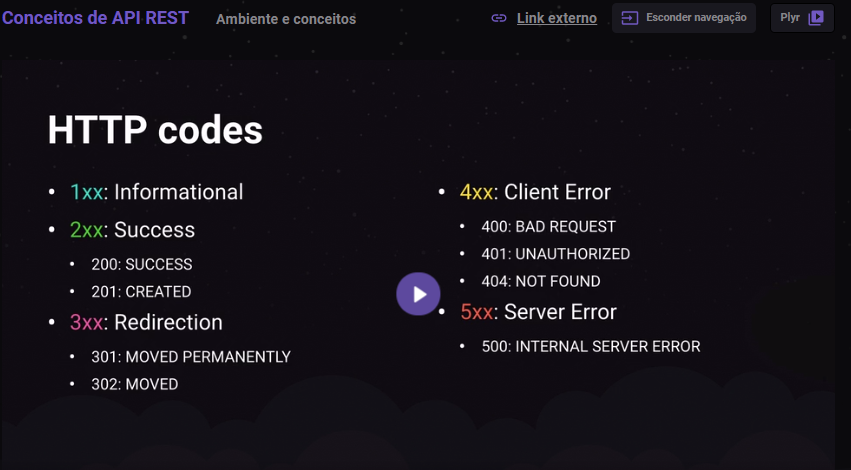 Conceitos de API REST
Ambiente e conceitos
Link externo
Esconder navegação
Plyr
HTTP codes
• 1xx: Informational
• 2xx: Success
• 200: SUCCESS
• 201: CREATED
• 3xx: Redirection
• 301: MOVED PERMANENTLY
• 302: MOVED
• 4xx: Client Error
• 400: BAD REQUEST
• 401: UNAUTHORIZED
• 404: NOT FOUND
• 5xx: Server Error
• 500: INTERNAL SERVER ERROR